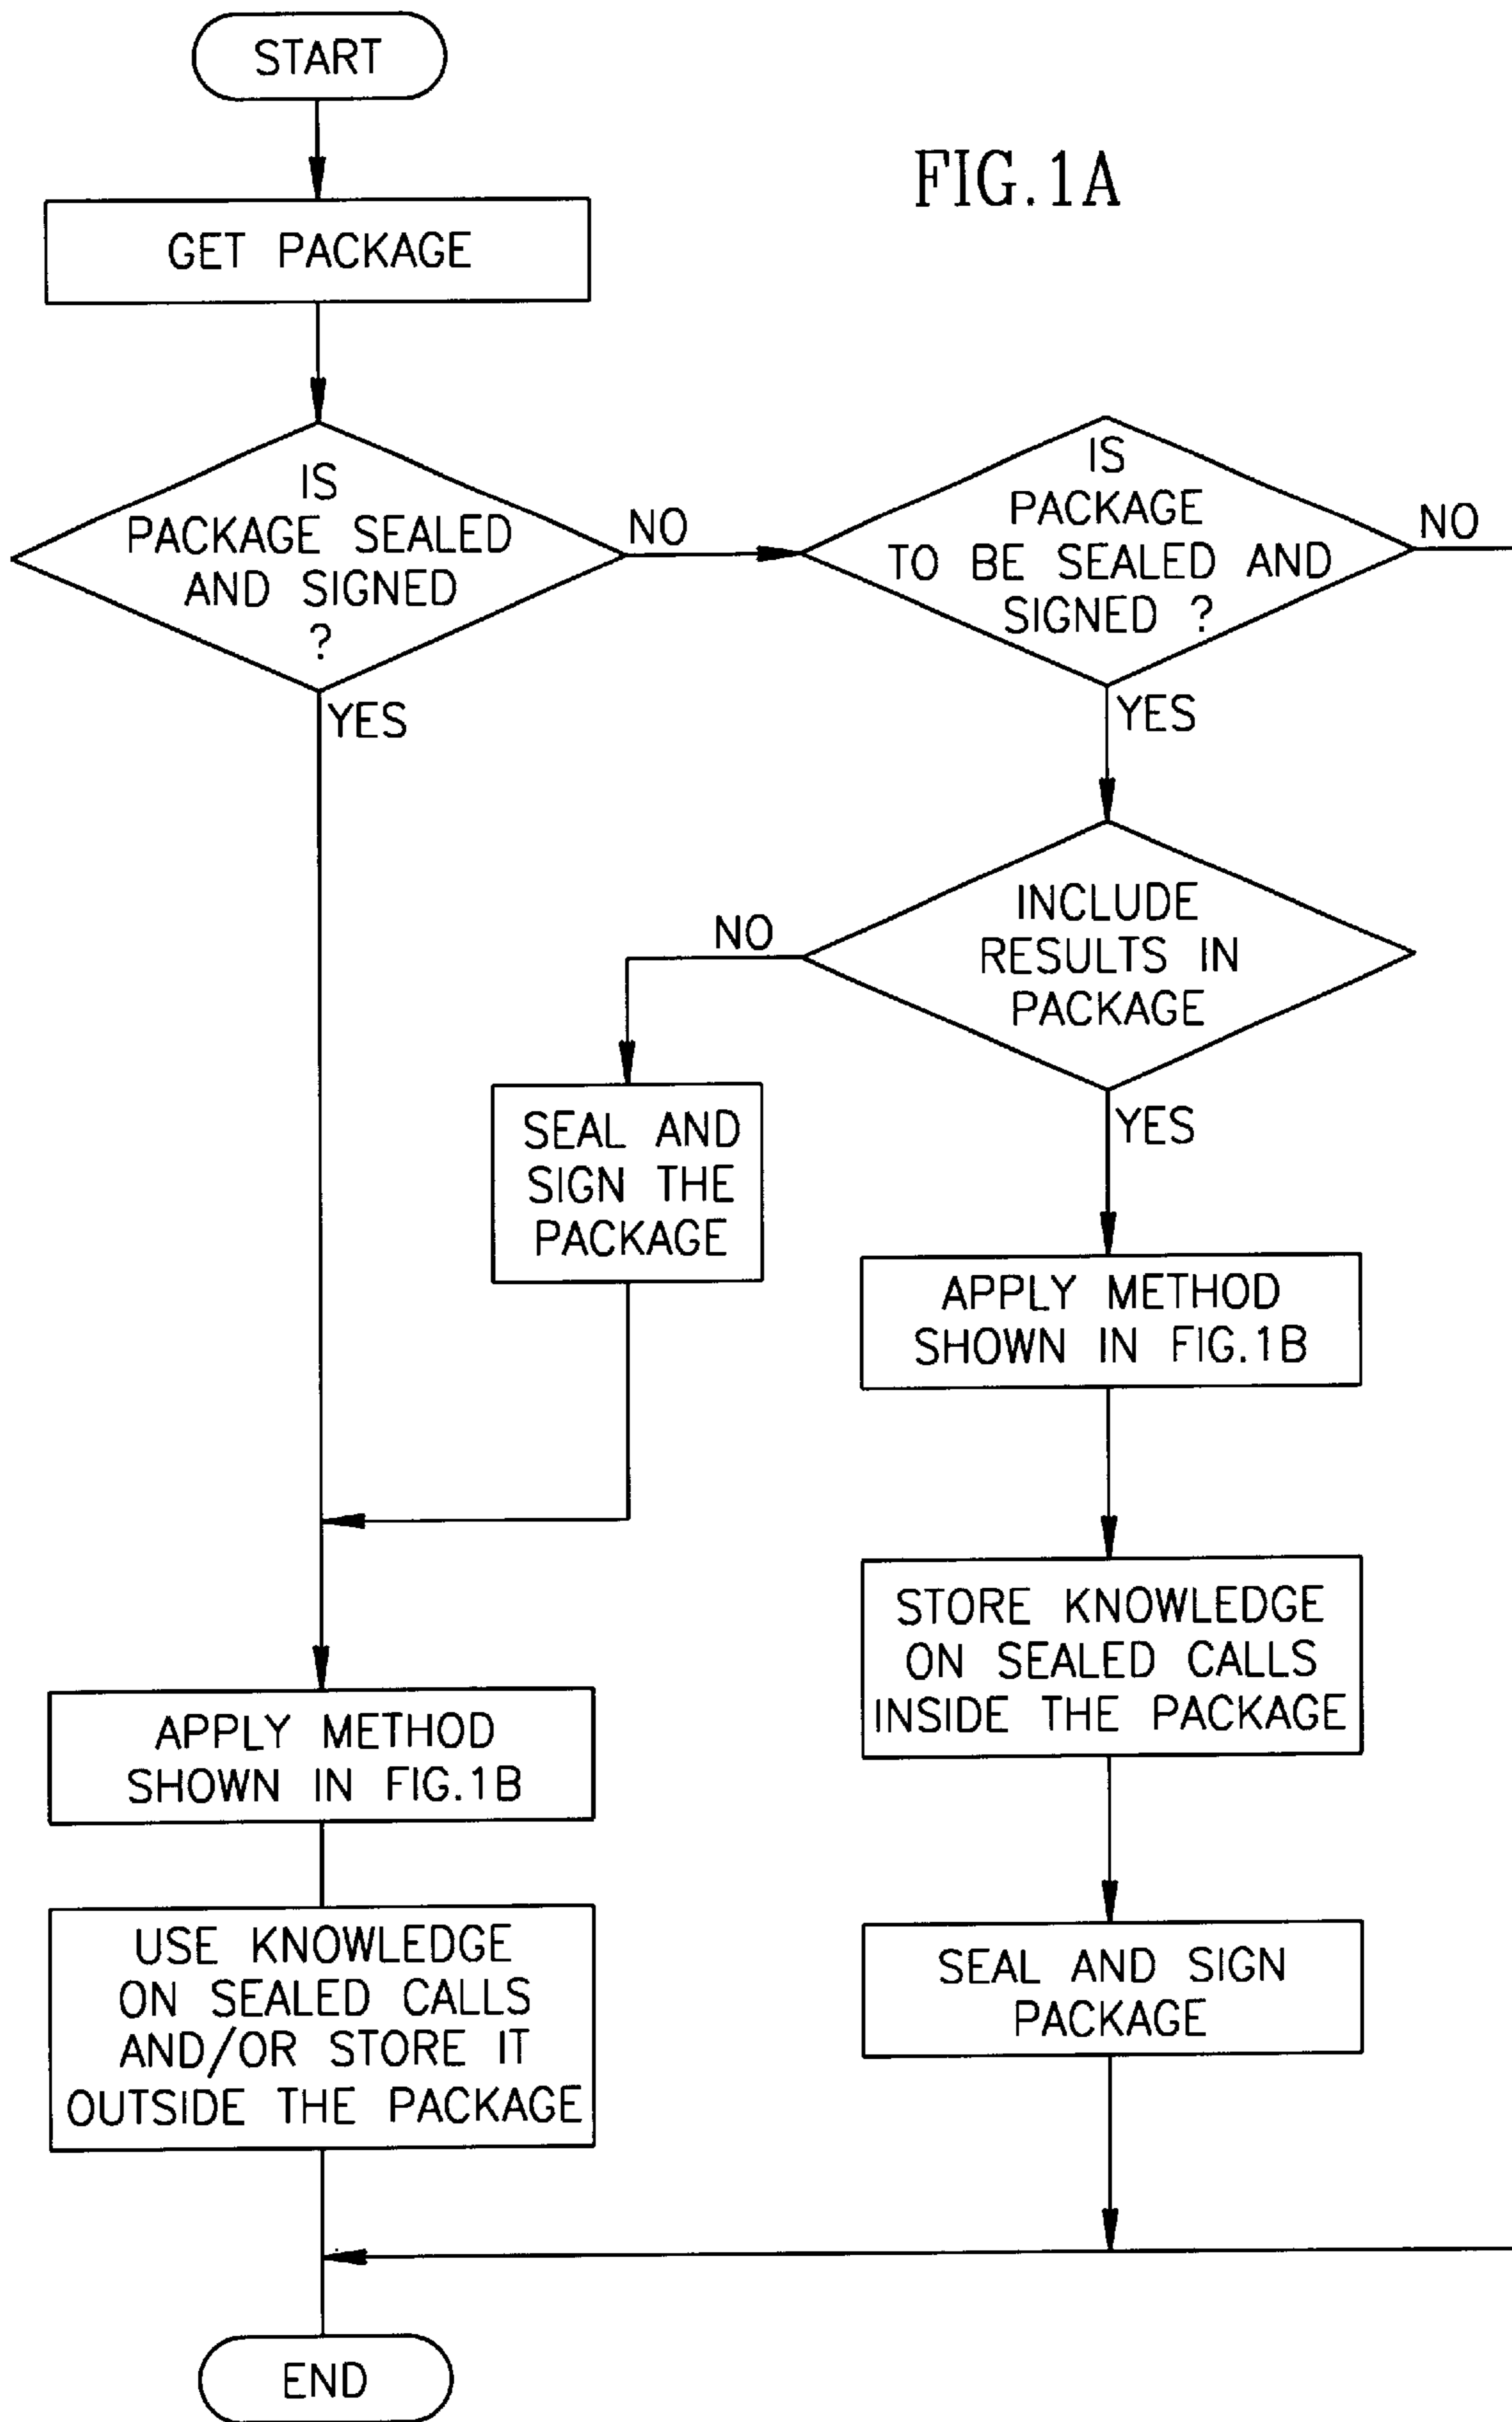 START
FIG.1A
GET PACKAGE
IS
PACKAGE SEALED
AND SIGNED
?
NO
YES
IS
PACKAGE
TO BE SEALED AND
SIGNED ?
NO
YES
INCLUDE
RESULTS IN
PACKAGE
NO
YES
SEAL AND
SIGN THE
PACKAGE
APPLY METHOD
SHOWN IN FIG.1B
STORE KNOWLEDGE
ON SEALED CALLS
INSIDE THE PACKAGE
SEAL AND SIGN
PACKAGE
APPLY METHOD
SHOWN IN FIG.1B
USE KNOWLEDGE
ON SEALED CALLS
AND/OR STORE IT
OUTSIDE THE PACKAGE
END